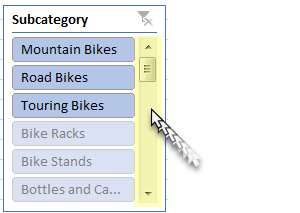 Subcategory
Mountain Bikes
Road Bikes
Touring Bikes
Bike Racks
Bike Stands
Bottles and Ca...